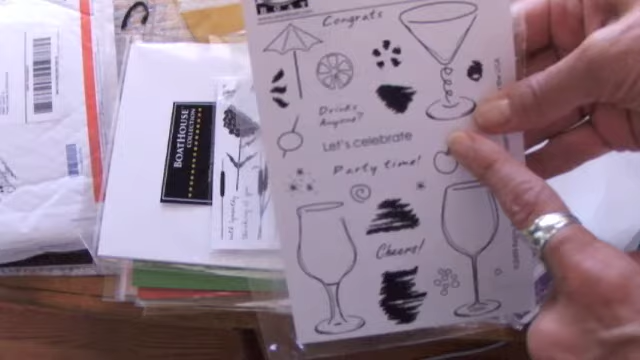 Congrats
Drinks
Anyone?
Let's celebrate
Party time!
Cheers!
BOATHOUSE
COLLECTION